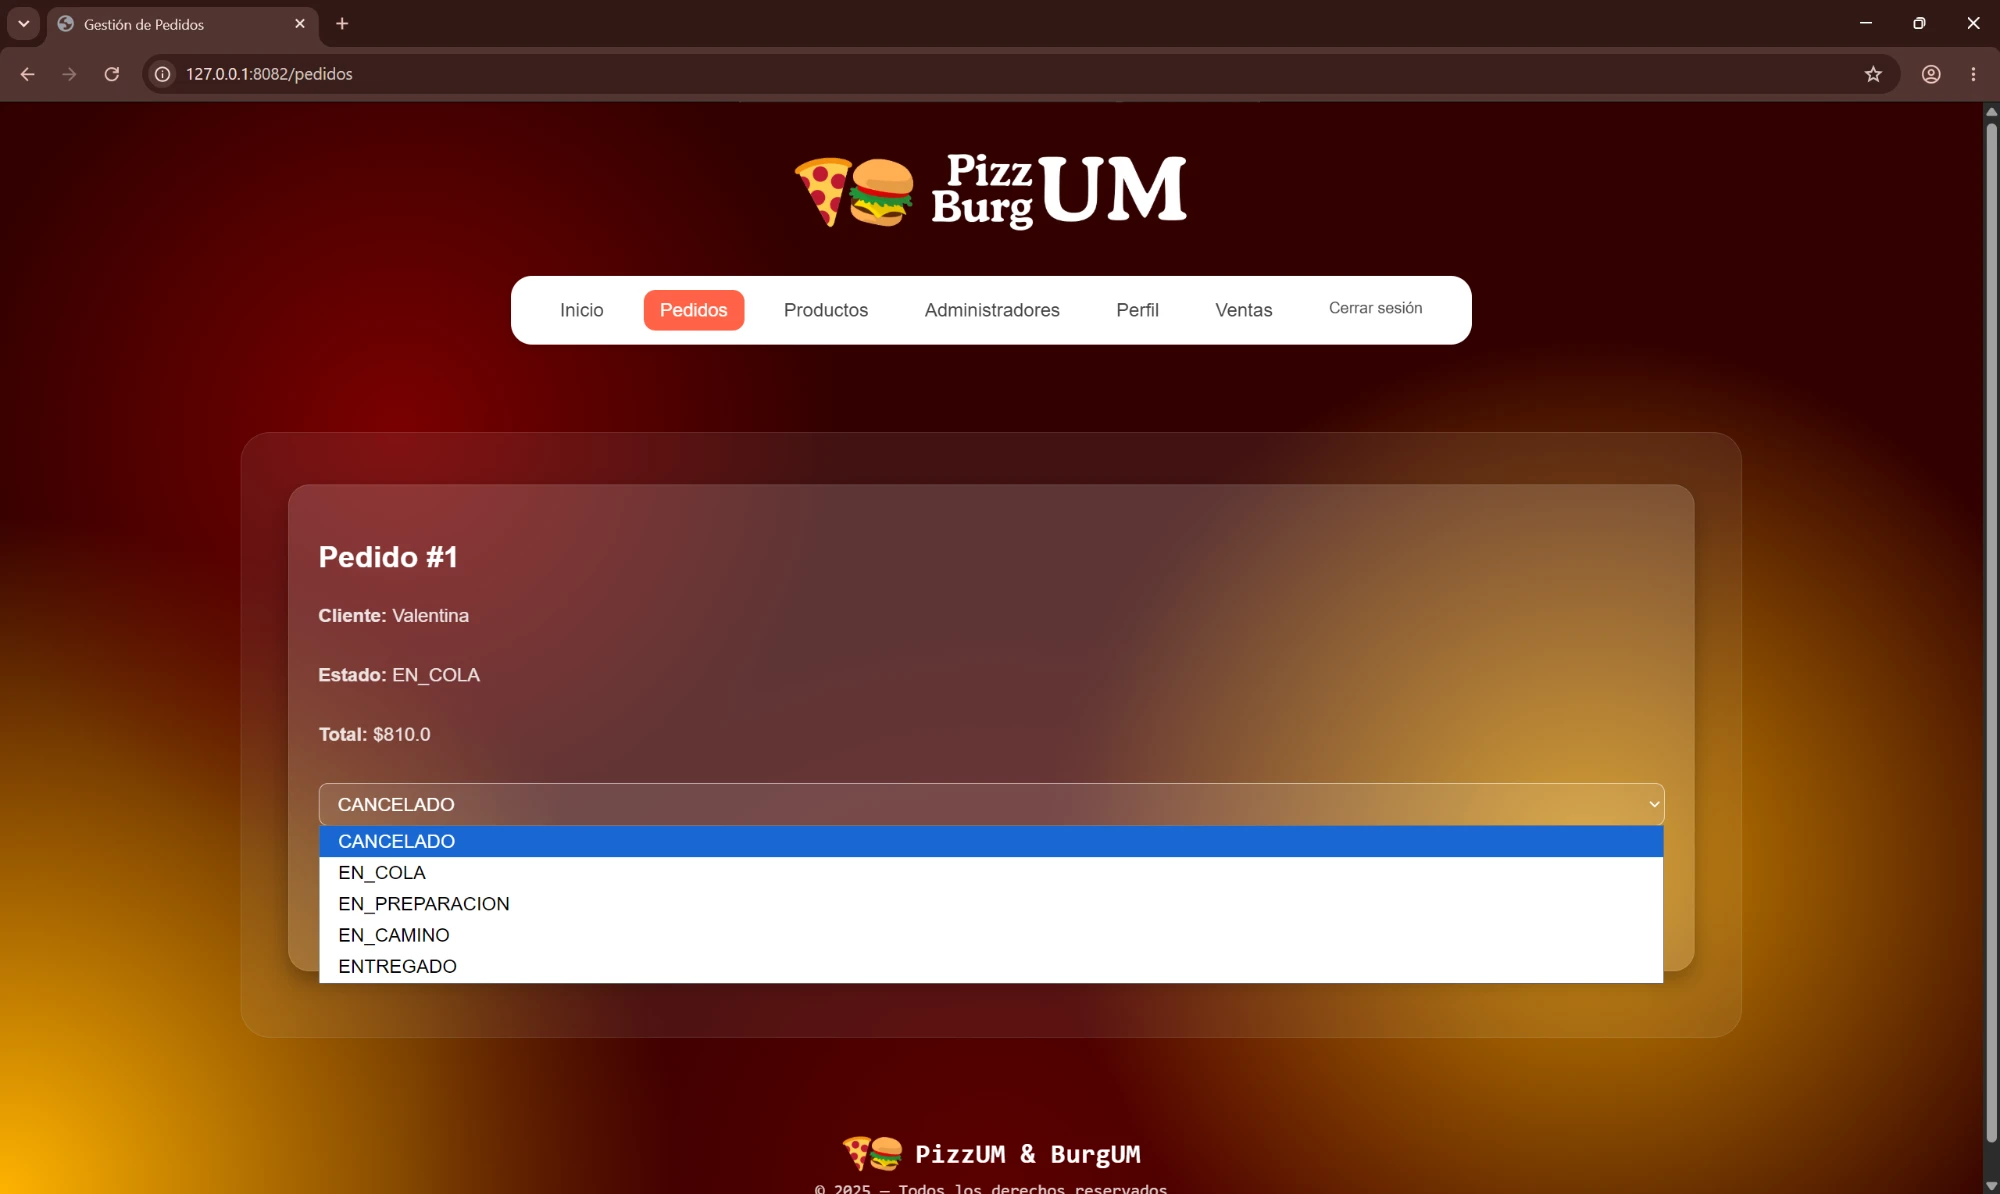 Gestión de Pedidos
127.0.0.1:8082/pedidos
Pizz
Burg UM
Inicio Pedidos Productos Administradores Perfil Ventas Cerrar sesión
Pedido #1
Cliente: Valentina
Estado: EN_COLA
Total: $810.0
CANCELADO
CANCELADO
EN_COLA
EN_PREPARACION
EN_CAMINO
ENTREGADO
PizzUM & BurgUM
© 2025 — Todos los derechos reservados